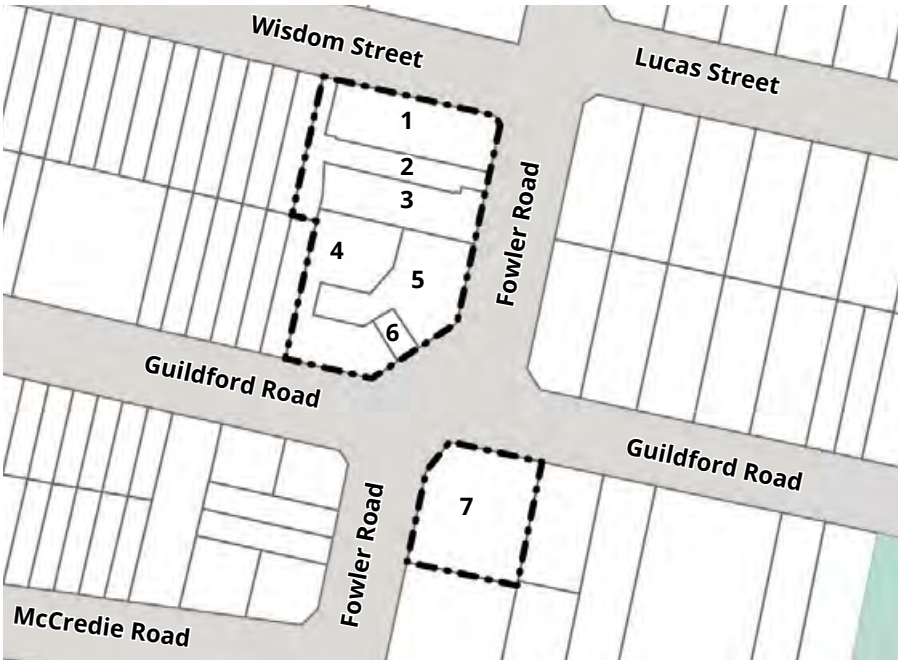 Wisdom Street
Lucas Street
1
2
3
Fowler Road
4
5
6
Guildford Road
Guildford Road
7
Fowler Road
McCredie Road